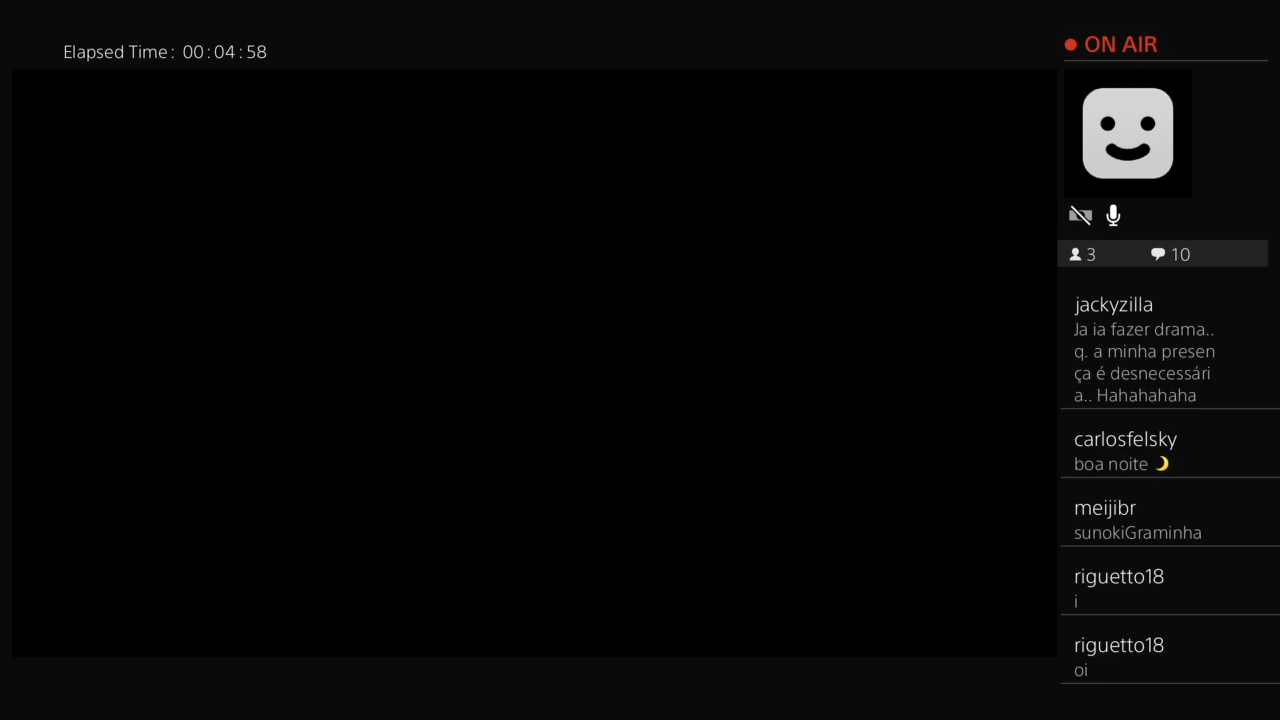 Elapsed Time: 00:04:58
ON AIR
3
10
jackyzilla
Ja ia fazer drama..
q. a minha presen
ça é desnecessári
a.. Hahahahaha
carlosfelsky
boa noite 🌙
meijibr
sunokiGraminha
riguetto18
i
riguetto18
oi